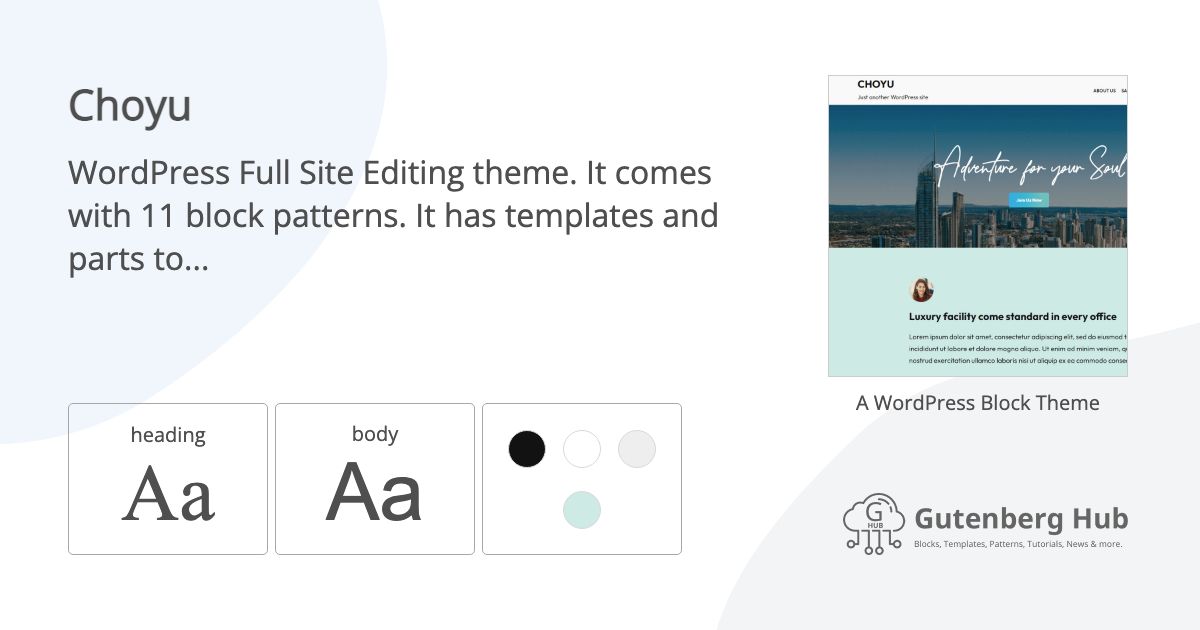 Choyu
WordPress Full Site Editing theme. It comes
with 11 block patterns. It has templates and
parts to...
heading
Aa
body
Aa
CHOYU
Just another WordPress site
ABOUT US SA
Adventure for your Soul
Join Us Now
Luxury facility come standard in every office
Lorem ipsum dolor sit amet, consectetur adipiscing elit, sed do eiusmod t
incididunt ut labore et dolore magna aliqua. Ut enim ad minim veniam, q
nostrud exercitation ullamco laboris nisi ut aliquip ex ea commodo conse
A WordPress Block Theme
G
HUB
Gutenberg Hub
Blocks, Templates, Patterns, Tutorials, News & more.